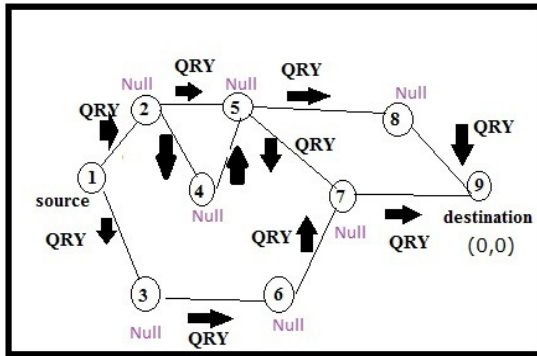 Null QRY Null QRY Null
QRY 2 5 8
QRY QRY
1 4 7 9
source Null destination
QRY QRY Null QRY (0,0)
3 6
Null QRY Null